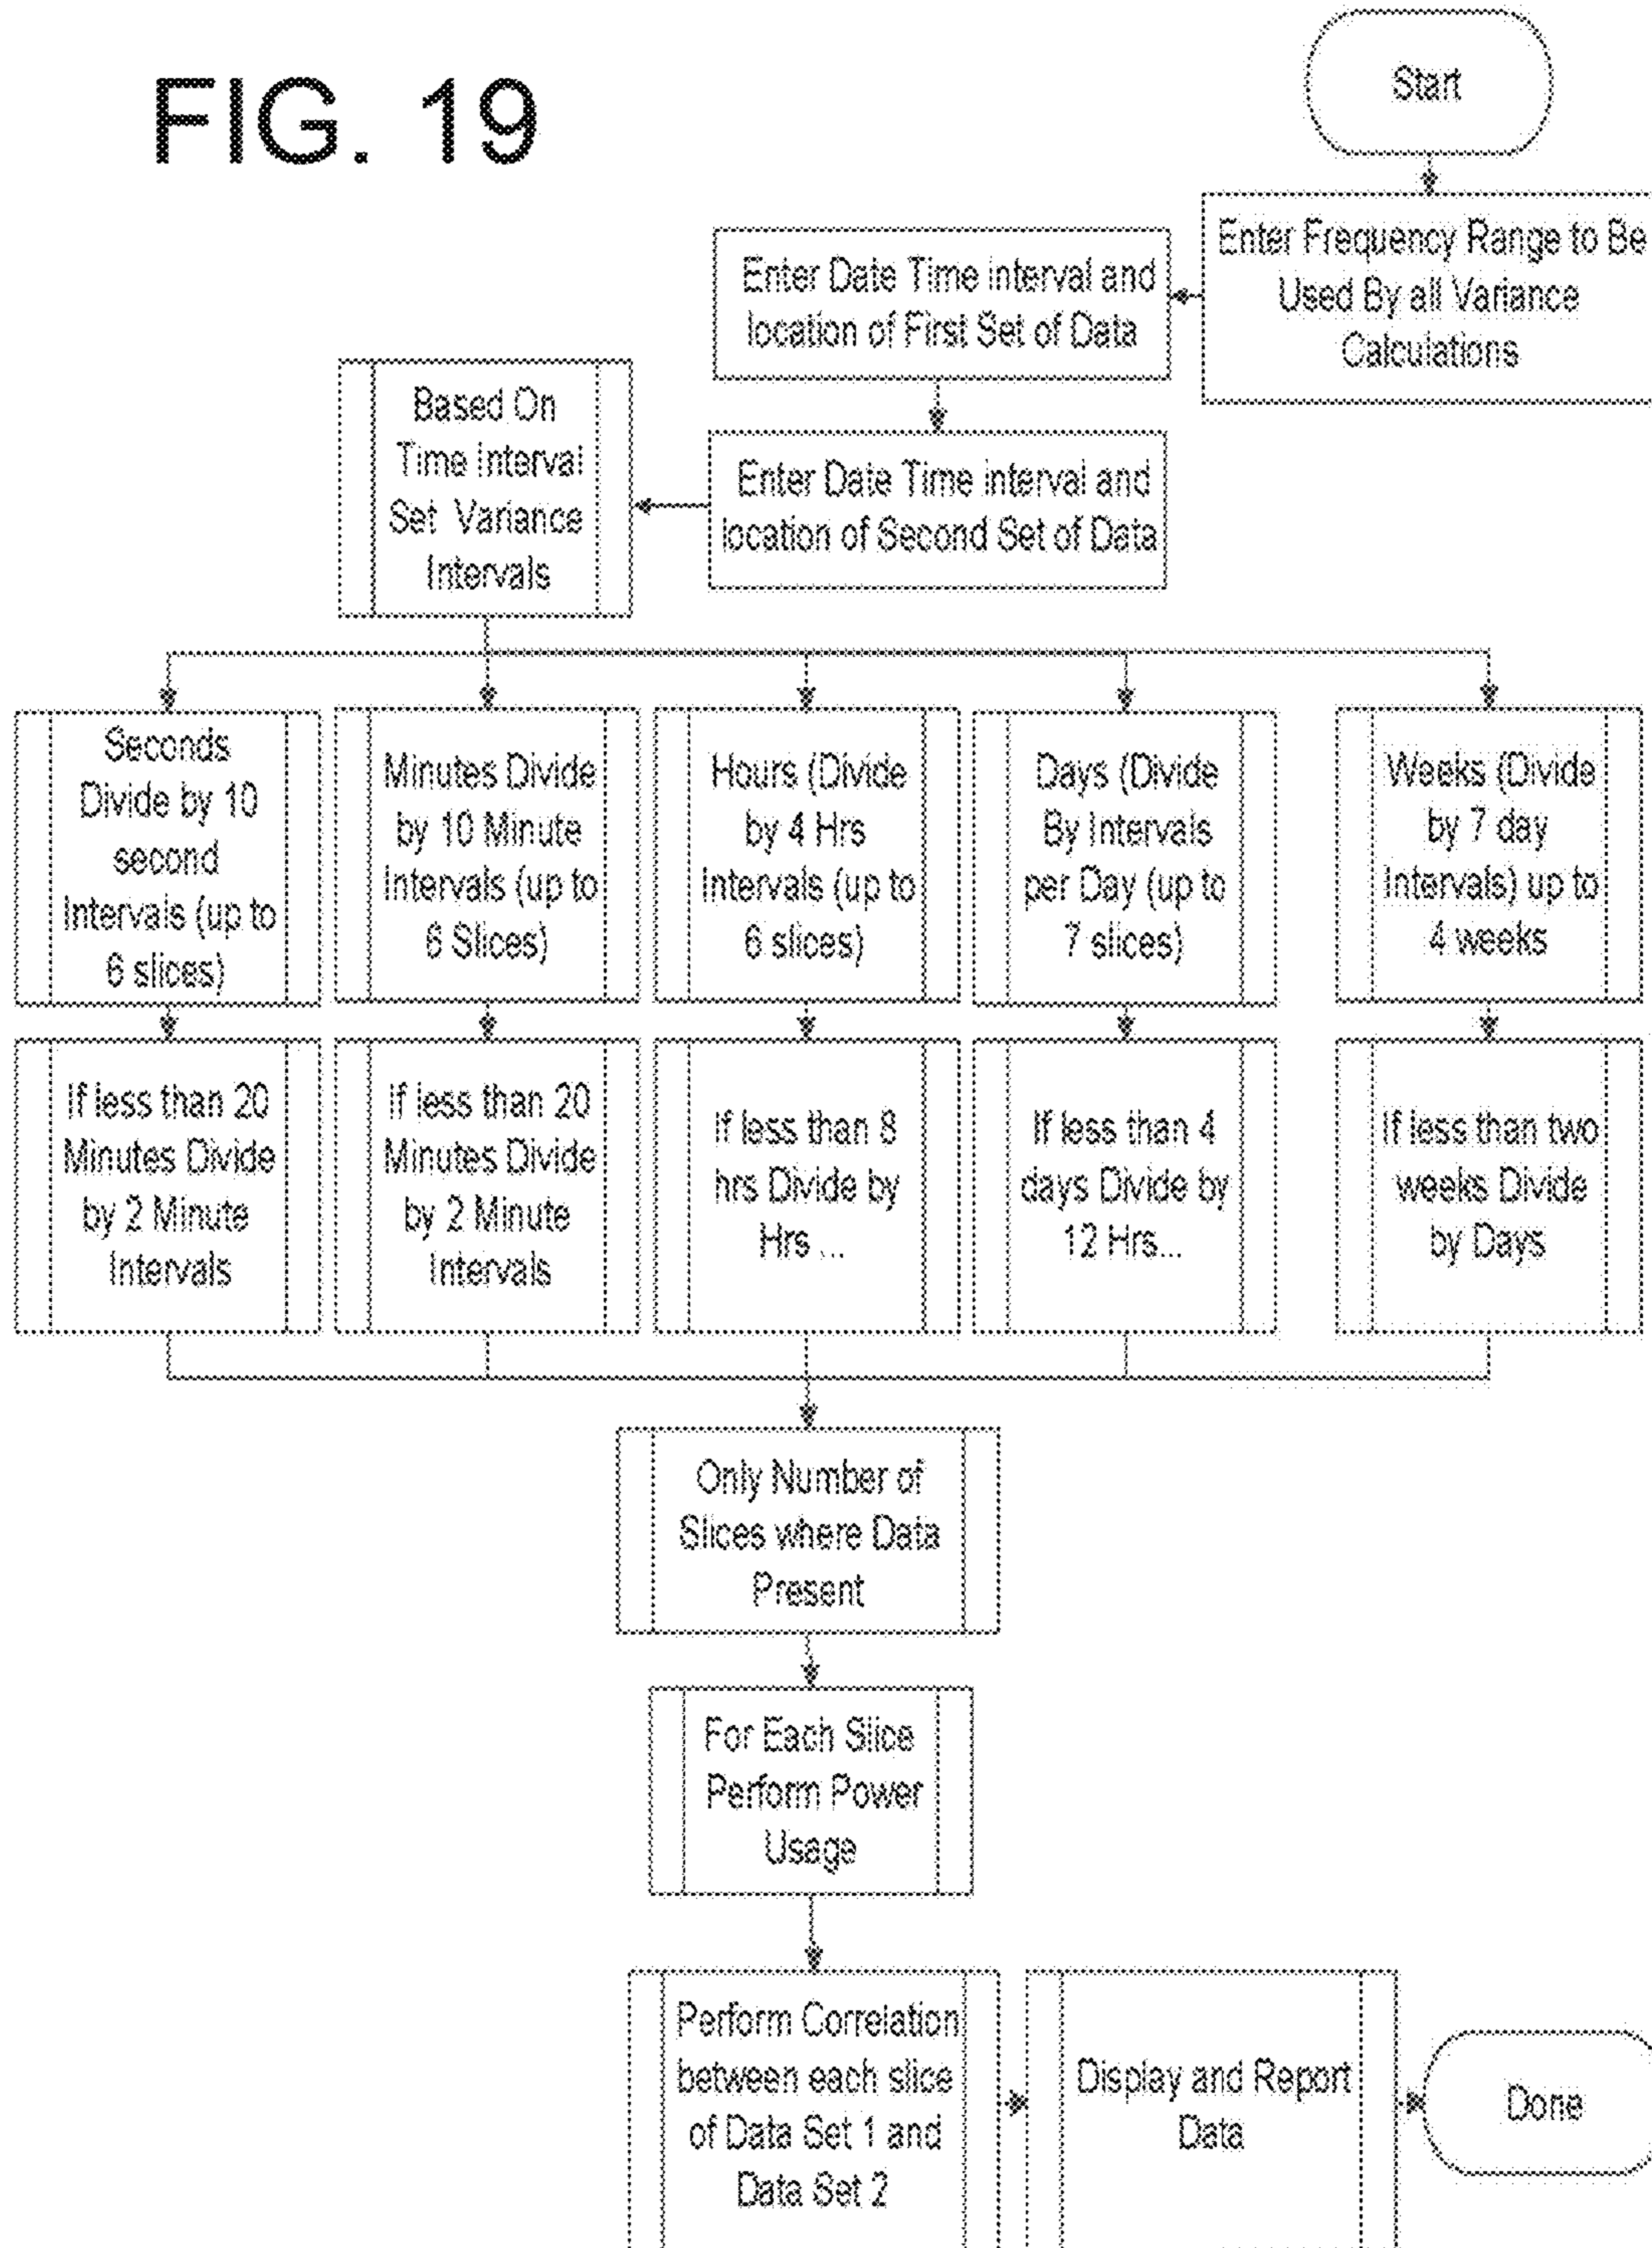 FIG. 19
Start
Enter Frequency Range to Be
Used By all Variance
Calculations
Enter Date Time interval and
location of First Set of Data
Enter Date Time interval and
location of Second Set of Data
Based On
Time Interval
Set Variance
Intervals
Seconds
Divide by 10
second
Intervals (up to
6 slices)
Minutes Divide
by 10 Minute
Intervals (up to
6 Slices)
Hours (Divide
by 4 Hrs
Intervals (up to
6 slices)
Days (Divide
By Intervals
per Day (up to
7 slices)
Weeks (Divide
by 7 day
Intervals) up to
4 weeks
If less than 20
Minutes Divide
by 2 Minute
Intervals
If less than 20
Minutes Divide
by 2 Minute
Intervals
If less than 8
hrs Divide by
Hrs ...
If less than 4
days Divide by
12 Hrs...
If less than two
weeks Divide
by Days
Only Number of
Slices where Data
Present
For Each Slice
Perform Power
Usage
Perform Correlation
between each slice
of Data Set 1 and
Data Set 2
Display and Report
Data
Done